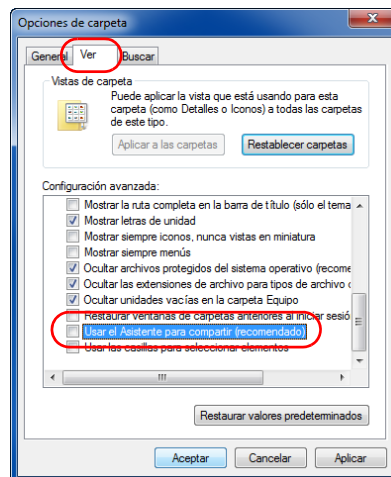 Opciones de carpeta
General
Ver
Buscar
Vistas de carpeta
Puede aplicar la vista que está usando para esta
carpeta (como Detalles o Iconos) a todas las carpetas
de este tipo.
Aplicar a las carpetas
Restablecer carpetas
Configuración avanzada:
Mostrar la ruta completa en la barra de título (sólo el tema
Mostrar letras de unidad
Mostrar siempre iconos, nunca vistas en miniatura
Mostrar siempre menús
Ocultar archivos protegidos del sistema operativo (recome
Ocultar las extensiones de archivo para tipos de archivo c
Ocultar unidades vacías en la carpeta Equipo
Restaurar ventanas de carpetas anteriores al iniciar sesió
Usar el Asistente para compartir (recomendado)
Usar las casillas para seleccionar elementos
Restaurar valores predeterminados
Aceptar
Cancelar
Aplicar